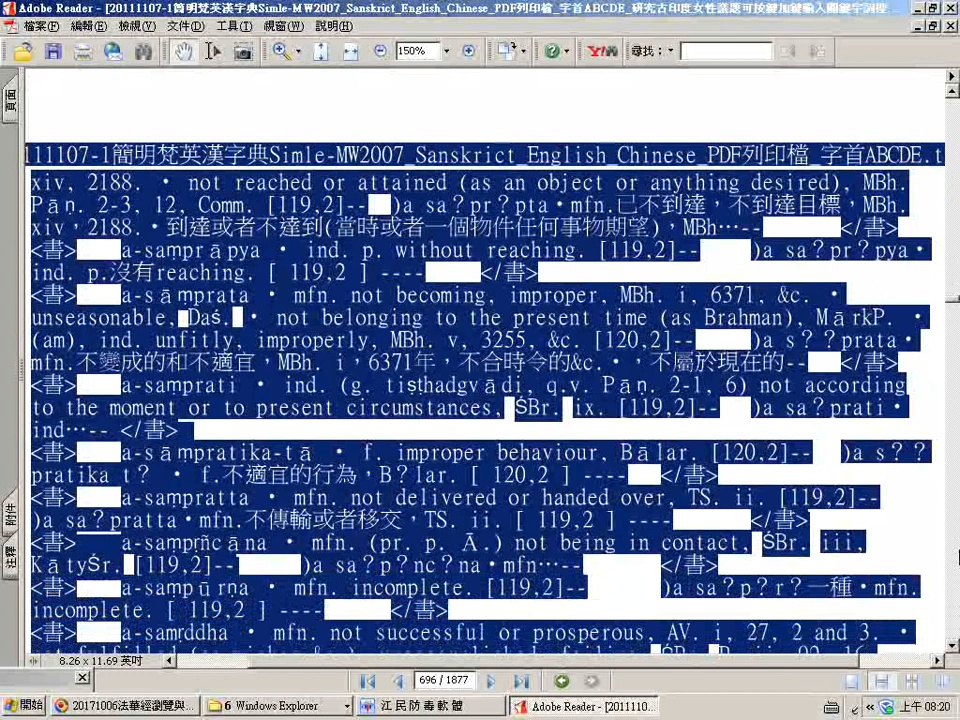 Adobe Reader - [20111107-1簡明梵英漢字典Simle-MW2007_Sanskrict_English_Chinese_PDF列印檔_字首ABCDE_研究古印度女性議題可按鍵
檔案(F) 編輯(E) 檢視(V) 文件(D) 工具(T) 視窗(W) 說明(H)
150% Y! 尋找:
頁面
111107-1簡明梵英漢字典Simle-MW2007_Sanskrict_English_Chinese_PDF列印檔_字首ABCDE.t
xiv, 2188. • not reached or attained (as an object or anything desired), MBh.
Pāṇ. 2-3, 12, Comm. [119,2]-- )a sa?pr?pta‧mfn.已不到達，不到達目標，MBh.
xiv，2188.‧到達或者不達到(當時或者一個物件任何事物期望)，MBh…-- </書>
<書> a-samprāpya • ind. p. without reaching. [119,2]-- )a sa?pr?pya‧
ind. p.沒有reaching. [ 119,2 ] ---- </書>
<書> a-sāṃprata • mfn. not becoming, improper, MBh. i, 6371, &c. •
unseasonable, Daś. • not belonging to the present time (as Brahman), MārkP. •
(am), ind. unfitly, improperly, MBh. v, 3255, &c. [120,2]-- )a s??prata‧
mfn.不變成的和不適宜，MBh. i，6371年，不合時令的&c.‧，不屬於現在的-- </書>
<書> a-samprati • ind. (g. tiṣṭhadgv ādi, q.v. Pāṇ. 2-1, 6) not according
to the moment or to present circumstances, ŚBr. ix. [119,2]-- )a sa?prati‧
ind…-- </書>
<書> a-sāmpratika-tā • f. improper behaviour, Bālar. [120,2]-- )a s??
pratika t? ‧ f.不適宜的行為，B?lar. [ 120,2 ] ---- </書>
<書> a-sampratta • mfn. not delivered or handed over, TS. ii. [119,2]--
)a sa?pratta‧mfn.不傳輸或者移交，TS. ii. [ 119,2 ] ---- </書>
<書> a-sampṛñcāna • mfn. (pr. p. Ā.) not being in contact, ŚBr. iii,
KātyŚr. [119,2]-- )a sa?p?nc?na‧mfn…-- </書>
<書> a-sampūrṇa • mfn. incomplete. [119,2]-- )a sa?p?r?一種‧mfn.
incomplete. [ 119,2 ] ---- </書>
<書> a-samṛddha • mfn. not successful or prosperous, AV. i, 27, 2 and 3. •
附件
注釋
8.26 x 11.69 英吋
696 / 1877
開始 20171006法華經瀏覽與... 6 Windows Explorer 江民防毒軟體 Adobe Reader - [2011110... 上午 08:20